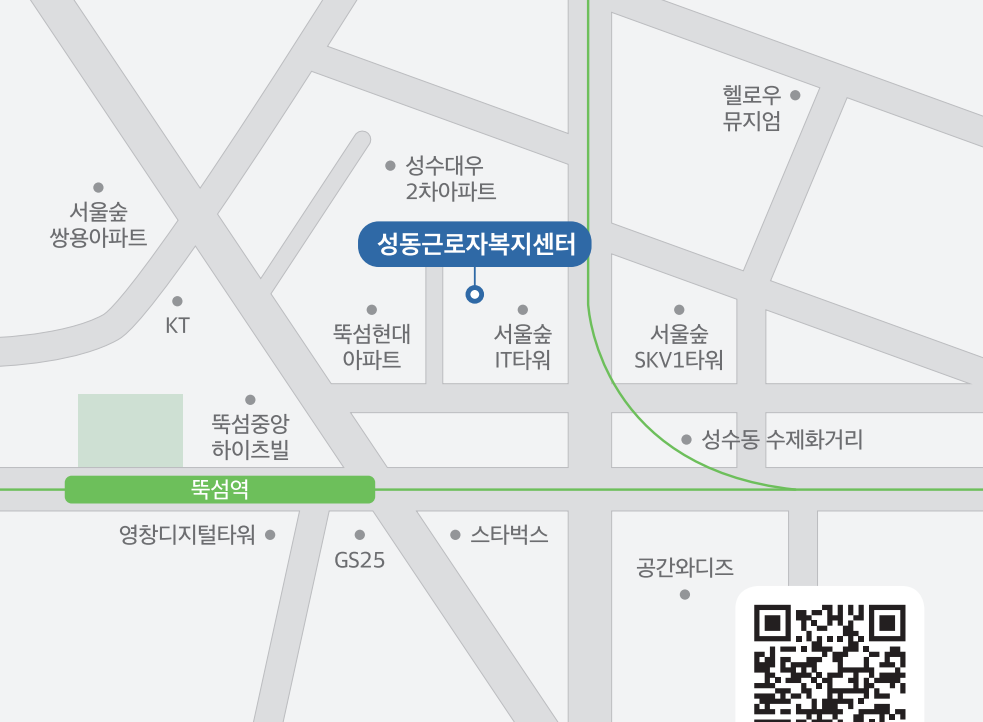 헬로우
뮤지엄
성수대우
2차아파트
서울숲
쌍용아파트
성동근로자복지센터
KT
뚝섬현대
아파트
서울숲
IT타워
서울숲
SKV1타워
뚝섬중앙
하이츠빌
성수동 수제화거리
뚝섬역
영창디지털타워
GS25
스타벅스
공간와디즈